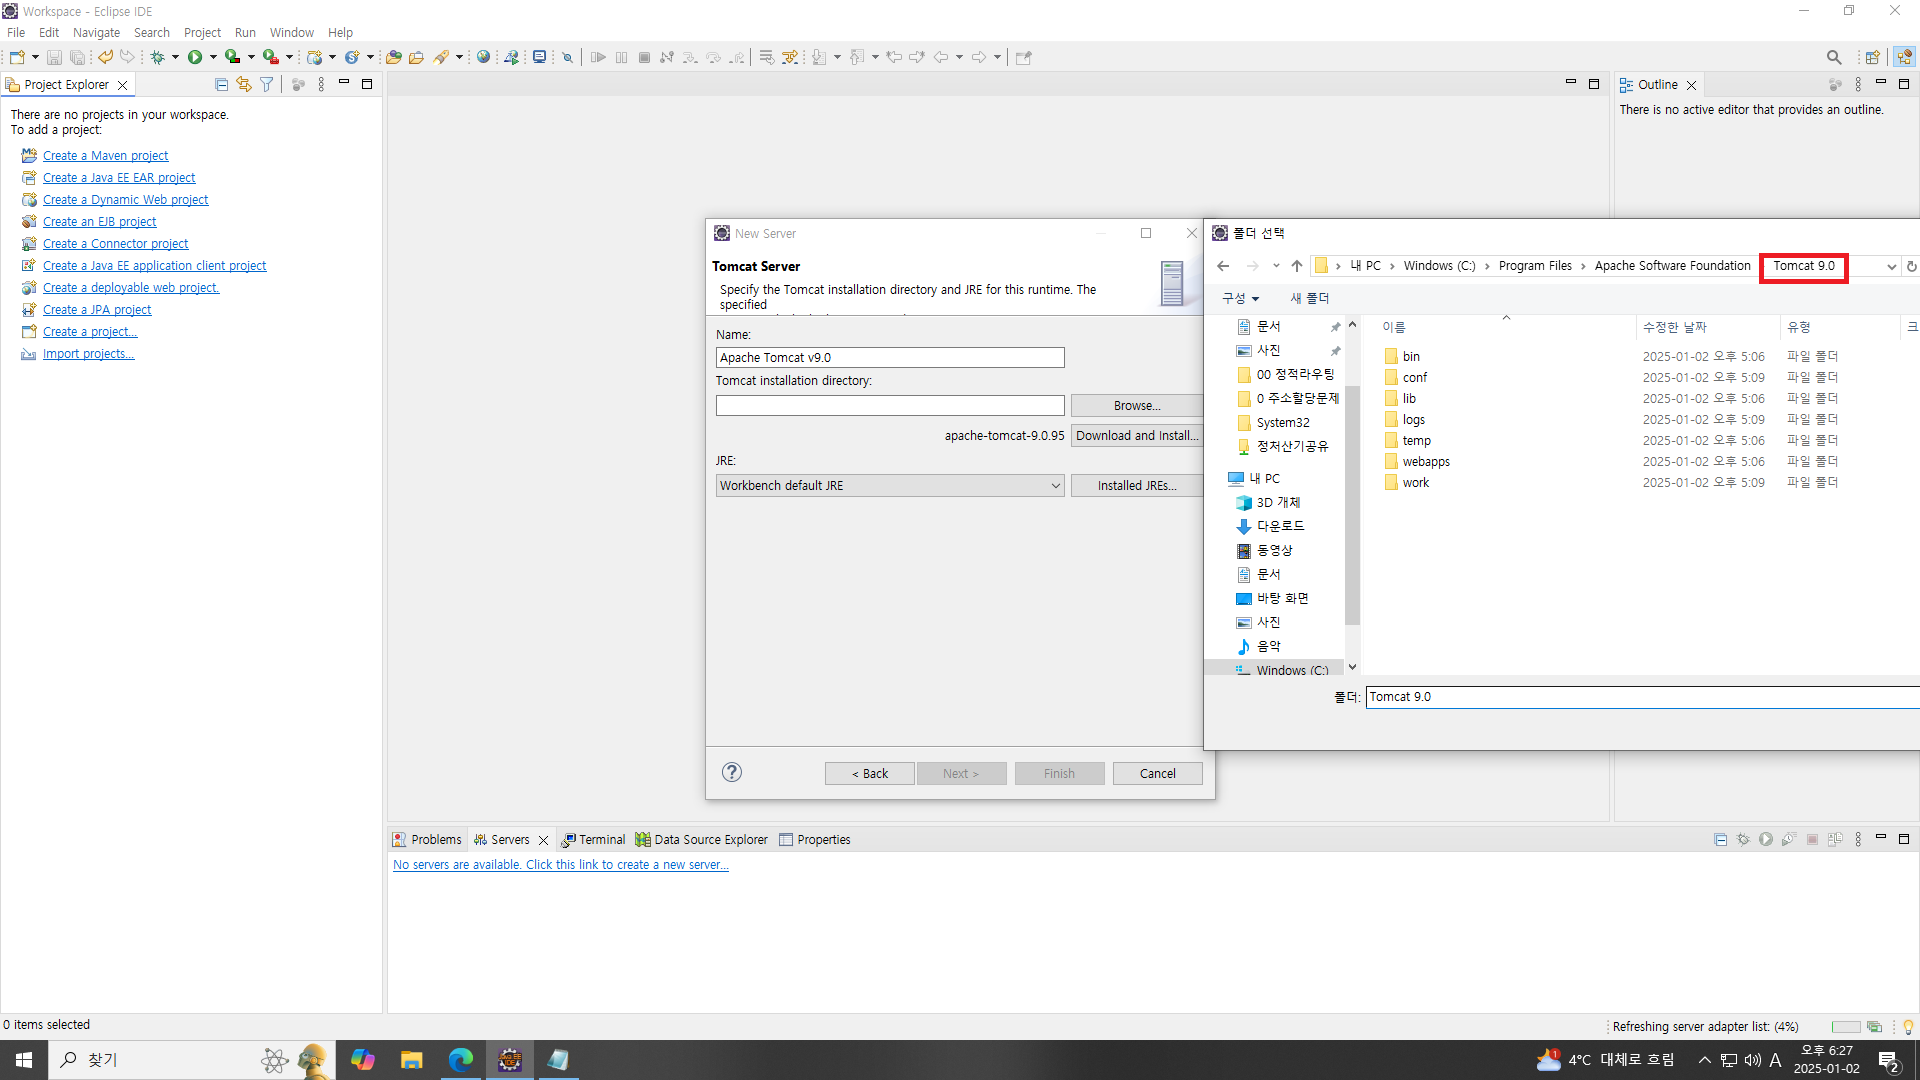 Workspace - Eclipse IDE
File Edit Navigate Search Project Run Window Help
Project Explorer
There are no projects in your workspace.
To add a project:
Create a Maven project
Create a Java EE EAR project
Create a Dynamic Web project
Create an EJB project
Create a Connector project
Create a Java EE application client project
Create a deployable web project.
Create a JPA project
Create a project...
Import projects...
Outline
There is no active editor that provides an outline.
New Server
Tomcat Server
Specify the Tomcat installation directory and JRE for this runtime. The
specified
Name:
Apache Tomcat v9.0
Tomcat installation directory:
Browse...
apache-tomcat-9.0.95 Download and Install...
JRE:
Workbench default JRE Installed JREs...
< Back Next > Finish Cancel
폴더 선택
내 PC Windows (C:) Program Files Apache Software Foundation Tomcat 9.0
구성 새 폴더
문서
사진
00 정적라우팅
0 주소할당문제
System32
정처산기공유
내 PC
3D 개체
다운로드
동영상
문서
바탕 화면
사진
음악
Windows (C:)
이름 수정한 날짜 유형 크
bin 2025-01-02 오후 5:06 파일 폴더
conf 2025-01-02 오후 5:09 파일 폴더
lib 2025-01-02 오후 5:06 파일 폴더
logs 2025-01-02 오후 5:09 파일 폴더
temp 2025-01-02 오후 5:06 파일 폴더
webapps 2025-01-02 오후 5:06 파일 폴더
work 2025-01-02 오후 5:09 파일 폴더
폴더: Tomcat 9.0
Problems Servers Terminal Data Source Explorer Properties
No servers are available. Click this link to create a new server...
0 items selected
Refreshing server adapter list: (4%)
찾기
1 4°C 대체로 흐림 A 오후 6:27
2025-01-02 2